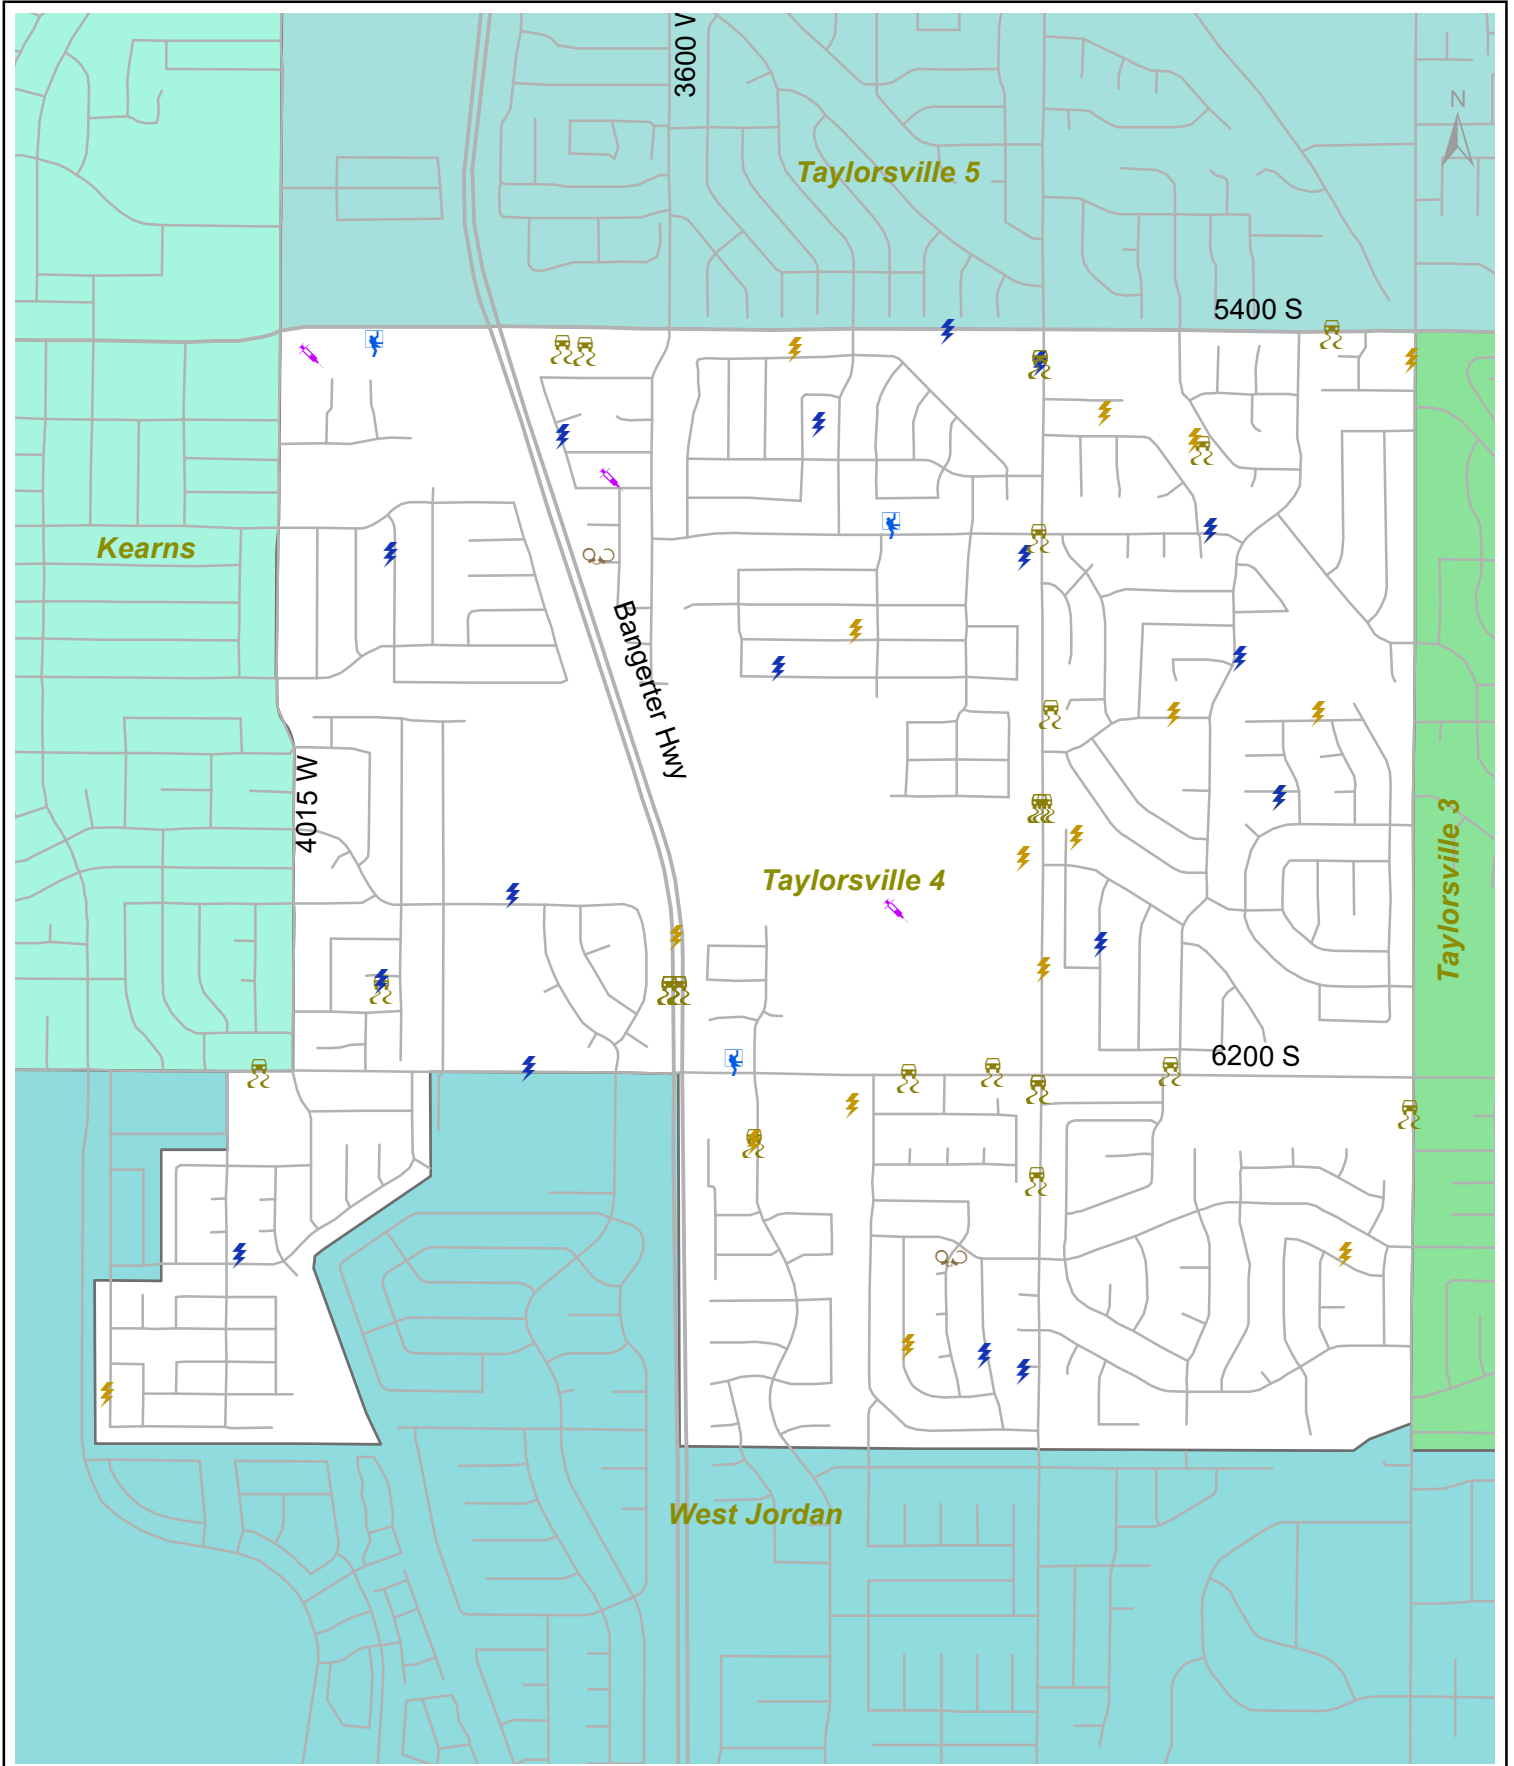 3600 W
N
Taylorsville 5
5400 S
Kearns
Bangerter Hwy
4015 W
Taylorsville 3
Taylorsville 4
6200 S
West Jordan